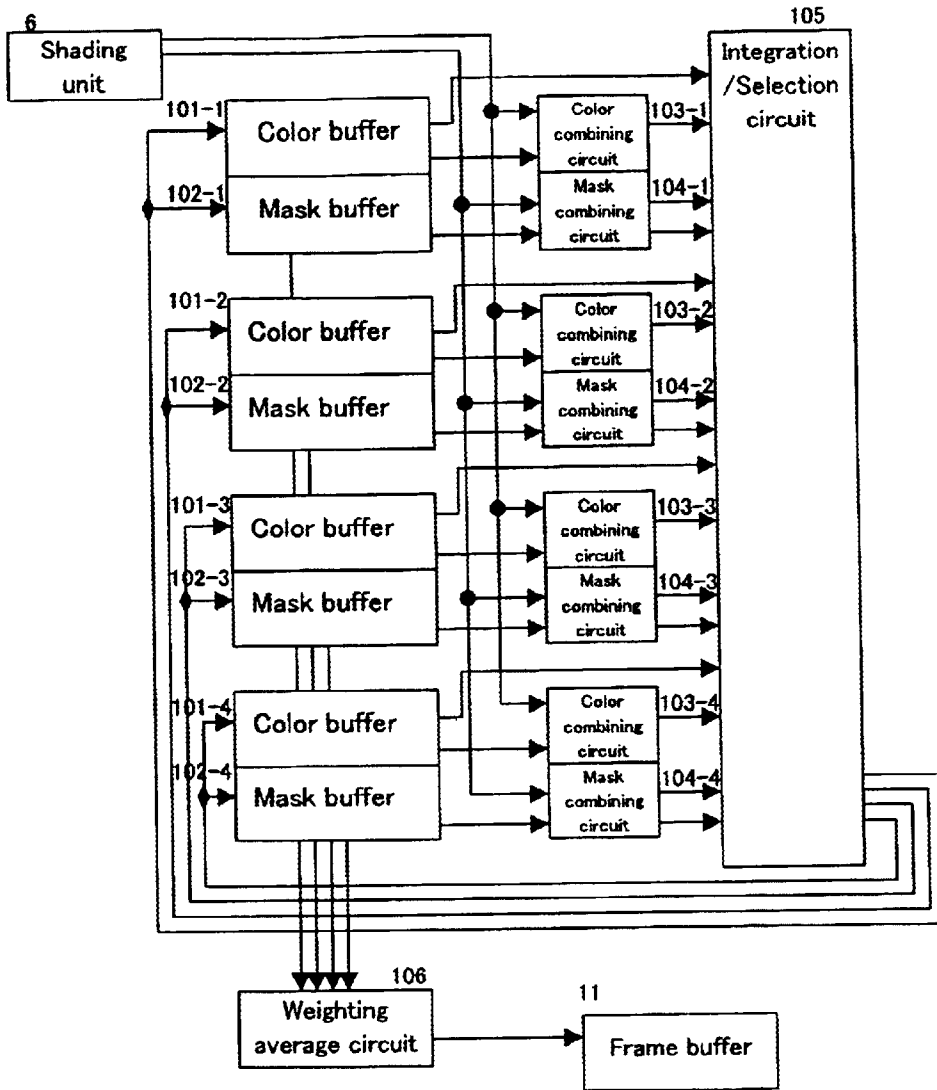 6
Shading
unit
105
Integration
/Selection
circuit
101-1
Color buffer
102-1
Mask buffer
Color
combining
circuit
103-1
Mask
combining
circuit
104-1
101-2
Color buffer
102-2
Mask buffer
Color
combining
circuit
103-2
Mask
combining
circuit
104-2
101-3
Color buffer
102-3
Mask buffer
Color
combining
circuit
103-3
Mask
combining
circuit
104-3
101-4
Color buffer
102-4
Mask buffer
Color
combining
circuit
103-4
Mask
combining
circuit
104-4
106
Weighting
average circuit
11
Frame buffer